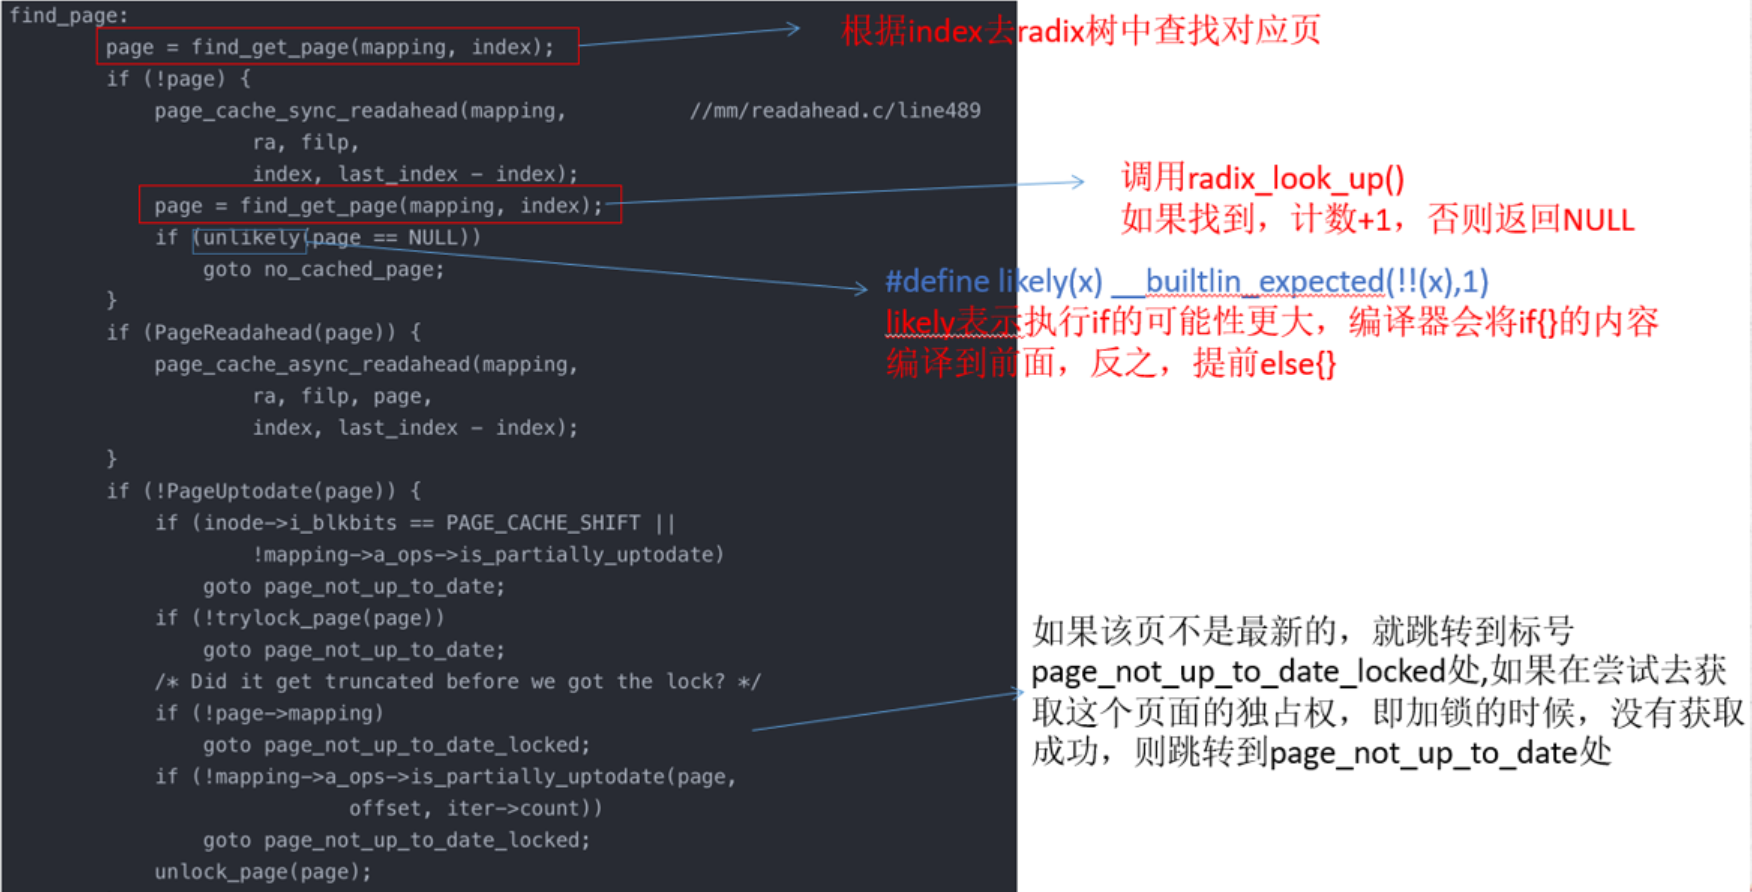 find_page:
page = find_get_page(mapping, index);
根据index去radix树中查找对应页
if (!page) {
page_cache_sync_readahead(mapping, //mm/readahead.c/line489
ra, filp,
index, last_index - index);
page = find_get_page(mapping, index);
if (unlikely(page == NULL))
goto no_cached_page;
}
调用radix_look_up()
如果找到，计数+1，否则返回NULL
#define likely(x) __builtlin_expected(!!(x),1)
likely表示执行if的可能性更大，编译器会将if{}的内容
编译到前面，反之，提前else{}
if (PageReadahead(page)) {
page_cache_async_readahead(mapping,
ra, filp, page,
index, last_index - index);
}
if (!PageUptodate(page)) {
if (inode->i_blkbits == PAGE_CACHE_SHIFT ||
!mapping->a_ops->is_partially_uptodate)
goto page_not_up_to_date;
if (!trylock_page(page))
goto page_not_up_to_date;
/* Did it get truncated before we got the lock? */
if (!page->mapping)
goto page_not_up_to_date_locked;
if (!mapping->a_ops->is_partially_uptodate(page,
offset, iter->count))
goto page_not_up_to_date_locked;
unlock_page(page);
如果该页不是最新的，就跳转到标号
page_not_up_to_date_locked处,如果在尝试去获
取这个页面的独占权，即加锁的时候，没有获取
成功，则跳转到page_not_up_to_date处